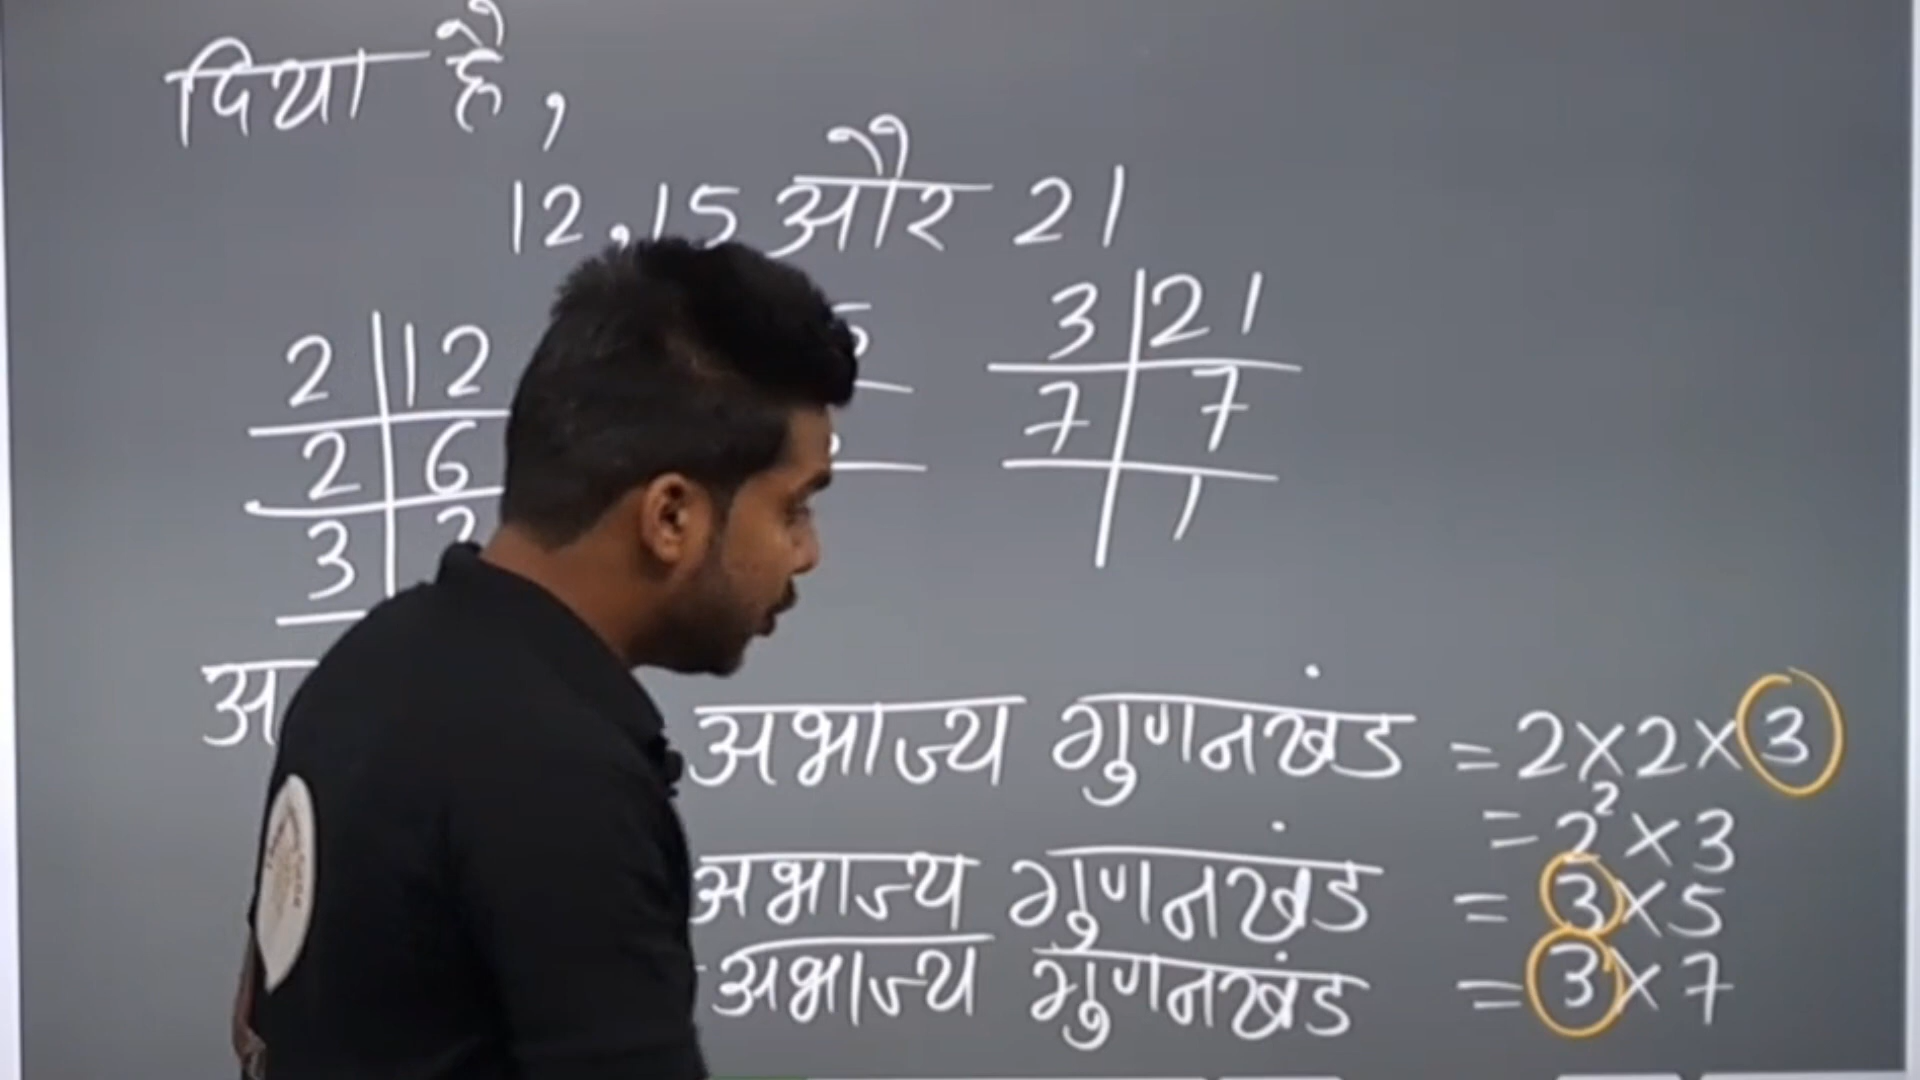 दिया है,
12, 15 और 21
2 | 12
2 | 6
3 |
3 | 21
7 | 7
1
अभाज्य गुणनखंड = 2×2×3
= 2²×3
अभाज्य गुणनखंड = 3×5
अभाज्य गुणनखंड = 3×7